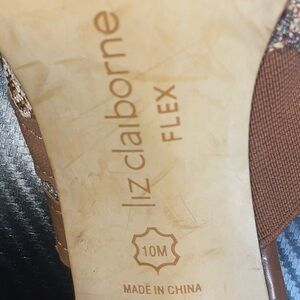 liz claiborne
FLEX
10M
MADE IN CHINA